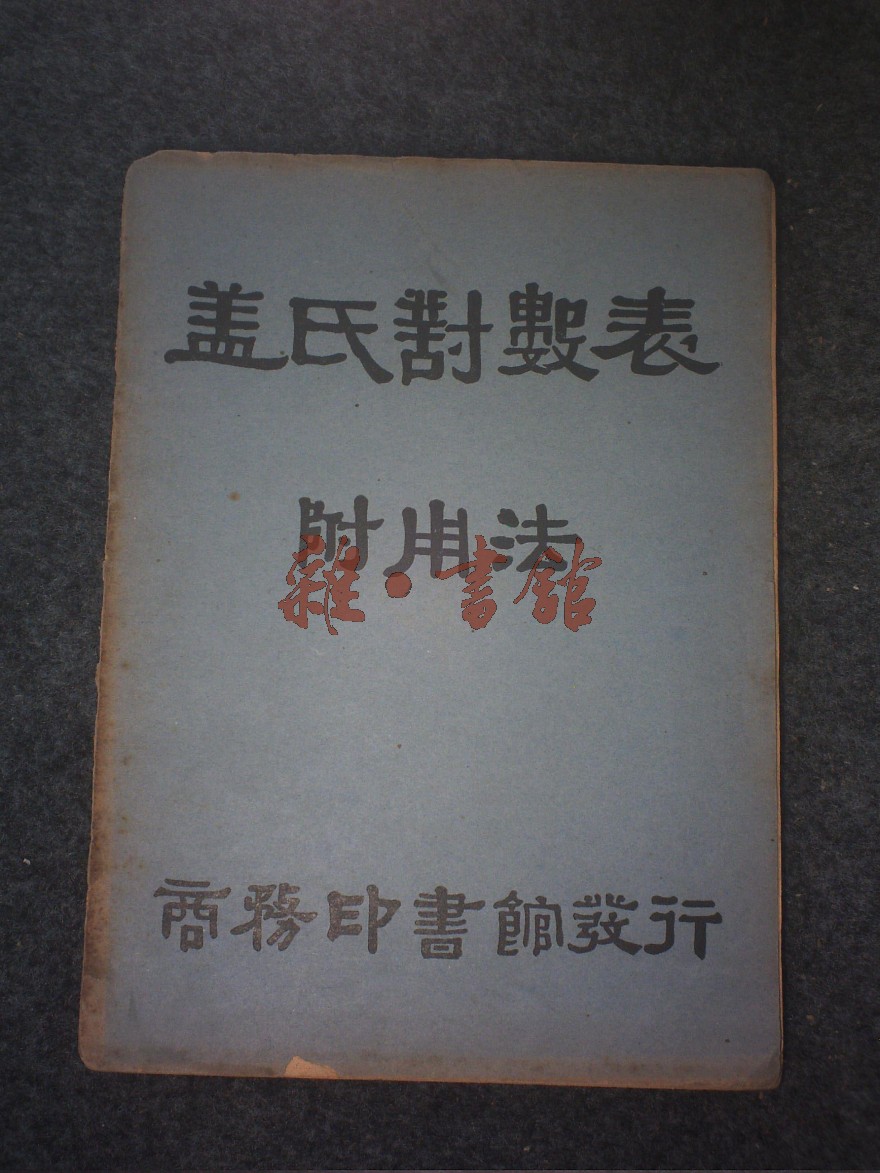 盖氏對數表
附用法
雜·書館
商務印書館發行